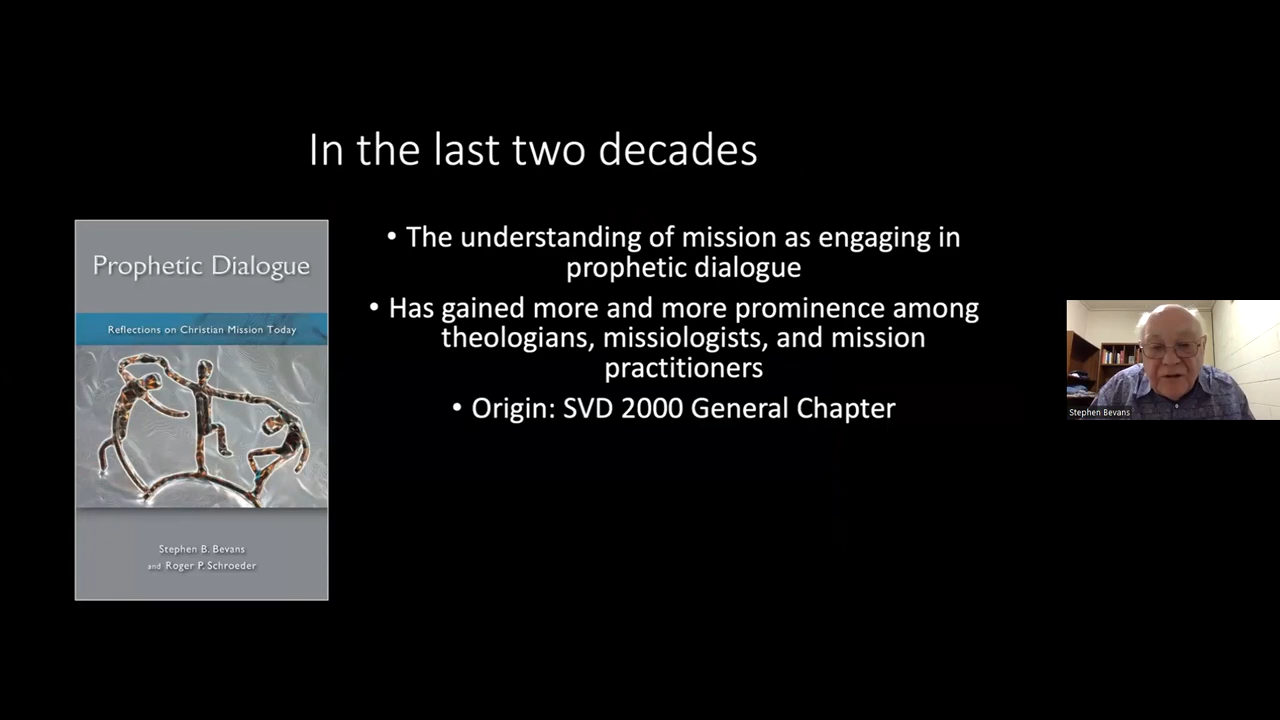 In the last two decades
Prophetic Dialogue
Reflections on Christian Mission Today
Stephen B. Bevans
and Roger P. Schroeder
• The understanding of mission as engaging in
prophetic dialogue
• Has gained more and more prominence among
theologians, missiologists, and mission
practitioners
• Origin: SVD 2000 General Chapter
Stephen Bevans